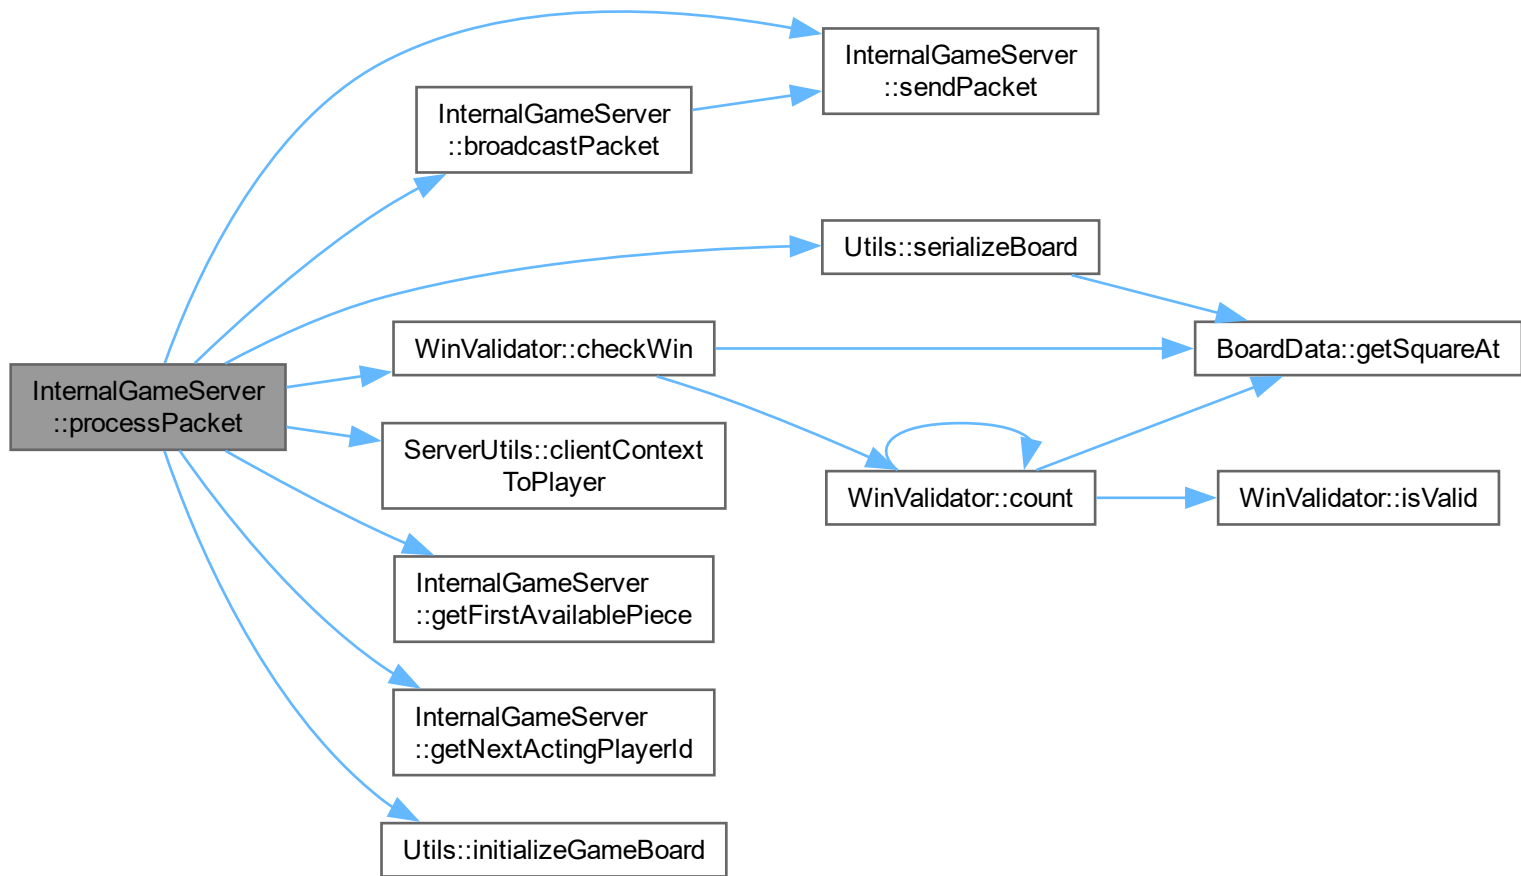 InternalGameServer
::processPacket
InternalGameServer
::broadcastPacket
InternalGameServer
::sendPacket
Utils::serializeBoard
WinValidator::checkWin
BoardData::getSquareAt
ServerUtils::clientContext
ToPlayer
WinValidator::count
WinValidator::isValid
InternalGameServer
::getFirstAvailablePiece
InternalGameServer
::getNextActingPlayerId
Utils::initializeGameBoard